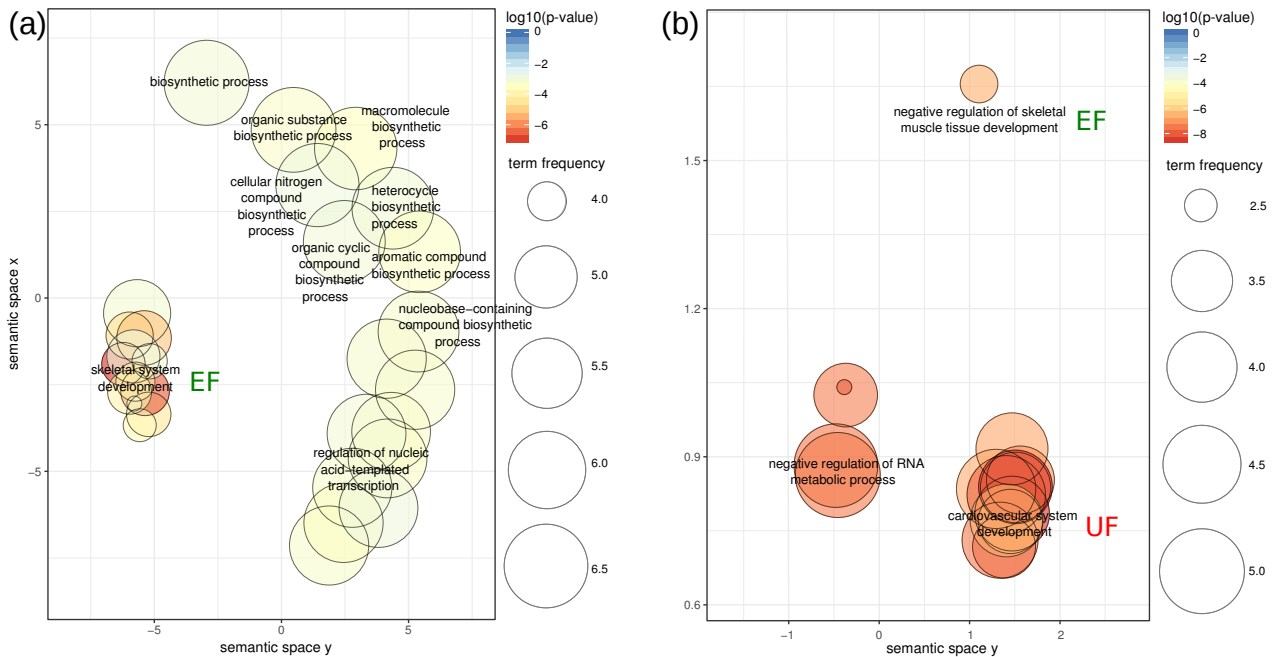 (a)
biosynthetic process
organic substance
biosynthetic process
macromolecule
biosynthetic
process
cellular nitrogen
compound
biosynthetic
process
heterocycle
biosynthetic
process
organic cyclic
compound
biosynthetic
process
aromatic compound
biosynthetic process
nucleobase−containing
compound biosynthetic
process
skeletal system
development
EF
regulation of nucleic
acid−templated
transcription
5
0
−5
semantic space x
−5
0
5
semantic space y
log10(p-value)
0
−2
−4
−6
term frequency
4.0
5.0
5.5
6.0
6.5
(b)
negative regulation of skeletal
muscle tissue development
EF
negative regulation of RNA
metabolic process
cardiovascular system
development
UF
1.5
1.2
0.9
0.6
−1
0
1
2
semantic space y
log10(p-value)
0
−2
−4
−6
−8
term frequency
2.5
3.5
4.0
4.5
5.0